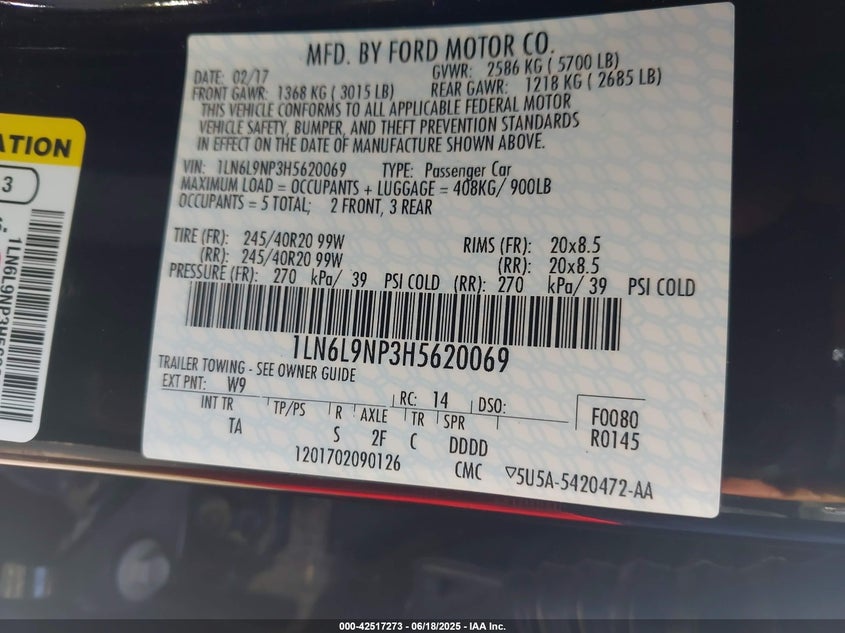 MFD. BY FORD MOTOR CO.
DATE: 02/17 GVWR: 2586 KG ( 5700 LB)
FRONT GAWR: 1368 KG ( 3015 LB) REAR GAWR: 1218 KG ( 2685 LB)
THIS VEHICLE CONFORMS TO ALL APPLICABLE FEDERAL MOTOR
VEHICLE SAFETY, BUMPER, AND THEFT PREVENTION STANDARDS
IN EFFECT ON THE DATE OF MANUFACTURE SHOWN ABOVE.
VIN: 1LN6L9NP3H5620069 TYPE: Passenger Car
MAXIMUM LOAD = OCCUPANTS + LUGGAGE = 408KG/ 900LB
OCCUPANTS = 5 TOTAL; 2 FRONT, 3 REAR
TIRE (FR): 245/40R20 99W RIMS (FR): 20x8.5
(RR): 245/40R20 99W (RR): 20x8.5
PRESSURE (FR): 270 kPa/ 39 PSI COLD (RR): 270 kPa/ 39 PSI COLD
1LN6L9NP3H5620069
TRAILER TOWING - SEE OWNER GUIDE
EXT PNT: W9 RC: 14 DSO: F0080
INT TR TP/PS R AXLE TR SPR R0145
TA S 2F C DDDD
1201702090126 CMC ▽5U5A-5420472-AA
ATION
3
000-42517273 - 06/18/2025 - IAA Inc.